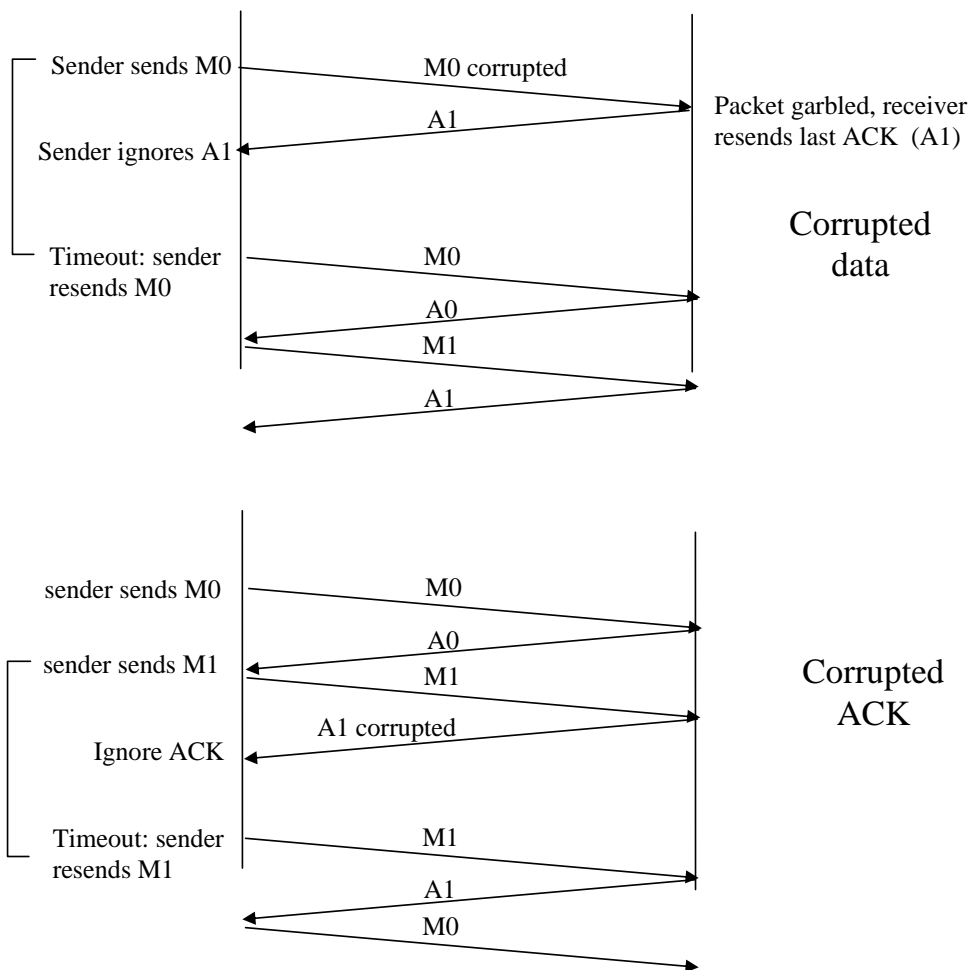 Sender sends M0
M0 corrupted
Packet garbled, receiver
resends last ACK (A1)
A1
Sender ignores A1
Corrupted
data
Timeout: sender
resends M0
M0
A0
M1
A1
sender sends M0
M0
A0
sender sends M1
M1
Corrupted
ACK
A1 corrupted
Ignore ACK
Timeout: sender
resends M1
M1
A1
M0